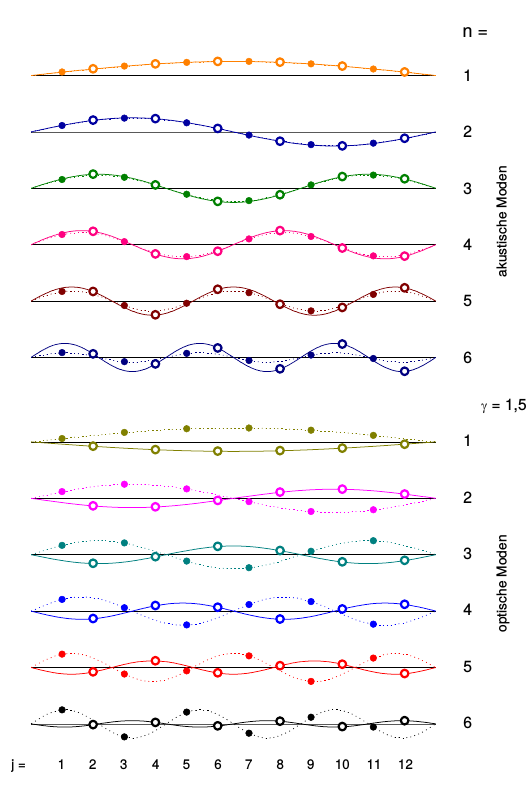 n =
1
2
3
4
5
6
akustische Moden
γ = 1,5
1
2
3
4
5
6
optische Moden
j = 1 2 3 4 5 6 7 8 9 10 11 12